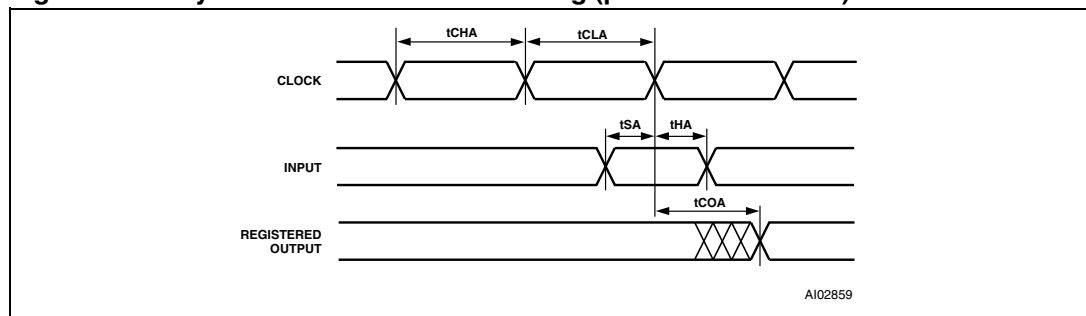 tCHA tCLA
CLOCK
tSA tHA
INPUT
tCOA
REGISTERED
OUTPUT
AI02859